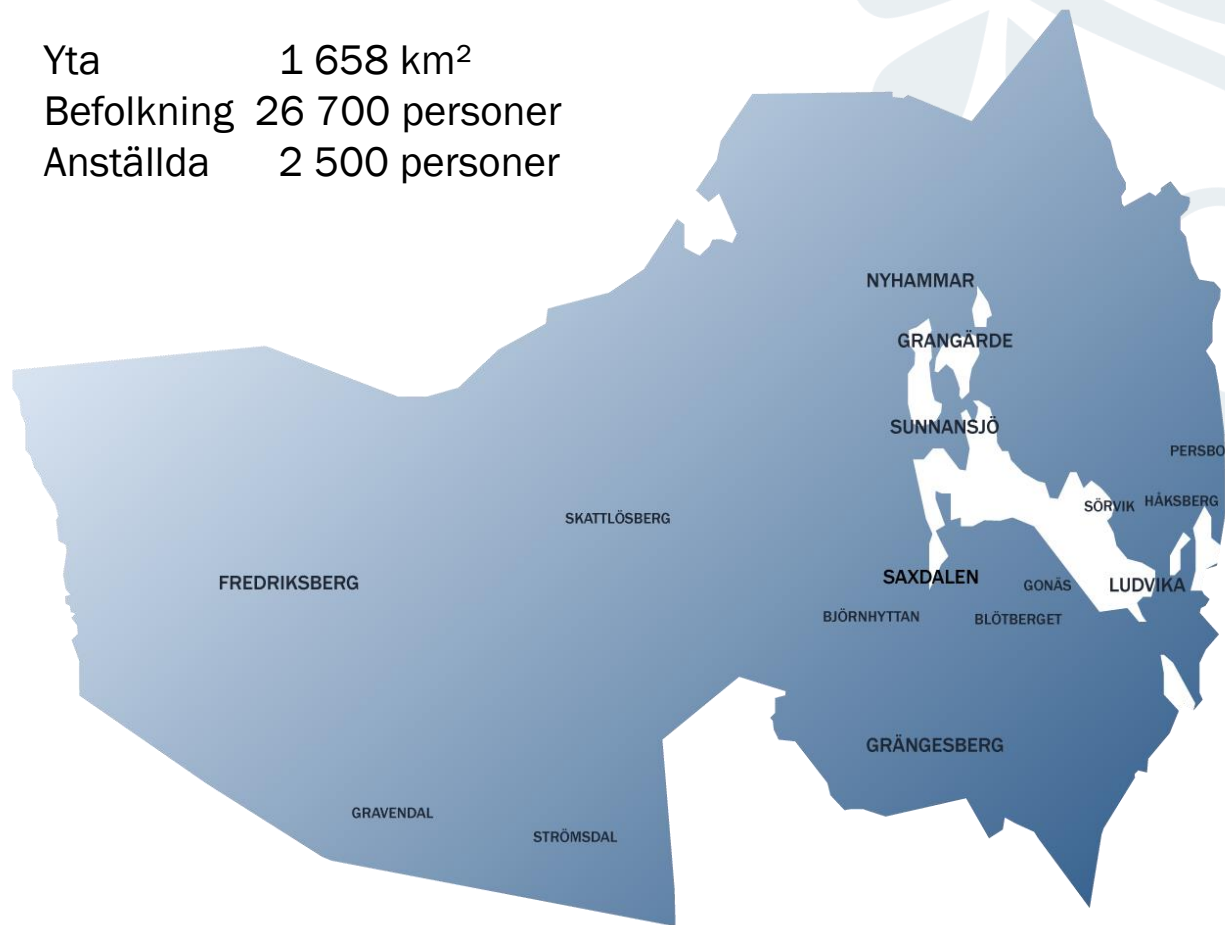 Yta 1 658 km²
Befolkning 26 700 personer
Anställda 2 500 personer
NYHAMMAR
GRANGÄRDE
SUNNANSJÖ
PERSBO
SÖRVIK HÅKSBERG
SKATTLÖSBERG
FREDRIKSBERG
SAXDALEN
GONÄS
LUDVIKA
BJÖRNHYTTAN
BLÖTBERGET
GRÄNGESBERG
GRAVENDAL
STRÖMSDAL